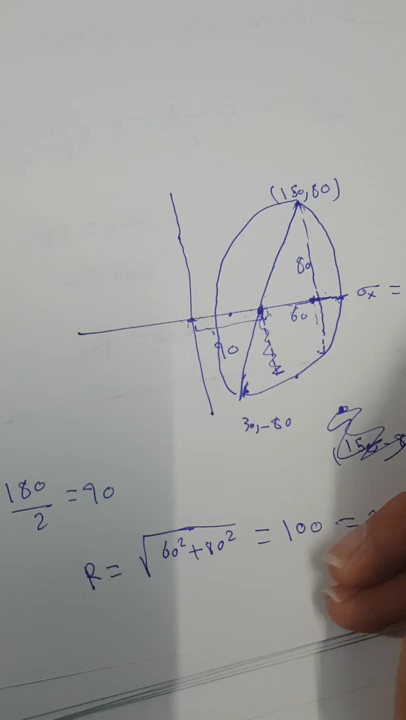 (150,80)
80
σx =
60
90
30,-80
180/2 = 90
R = √60²+80² = 100 =